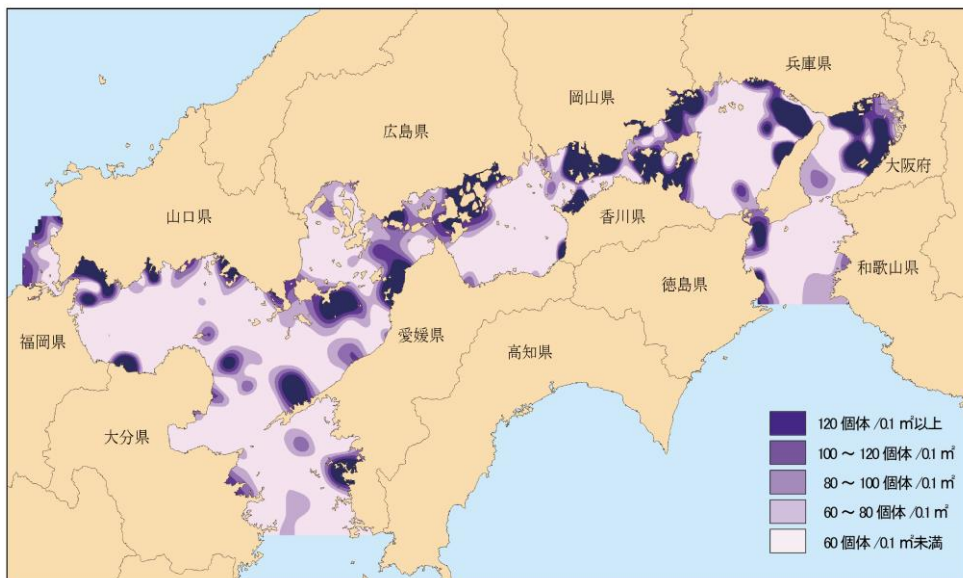 兵庫県
岡山県
広島県
大阪府
山口県
香川県
和歌山県
徳島県
福岡県
愛媛県
高知県
大分県
120 個体 /0.1 ㎡以上
100 ～ 120 個体 /0.1 ㎡
80 ～ 100 個体 /0.1 ㎡
60 ～ 80 個体 /0.1 ㎡
60 個体 /0.1 ㎡未満